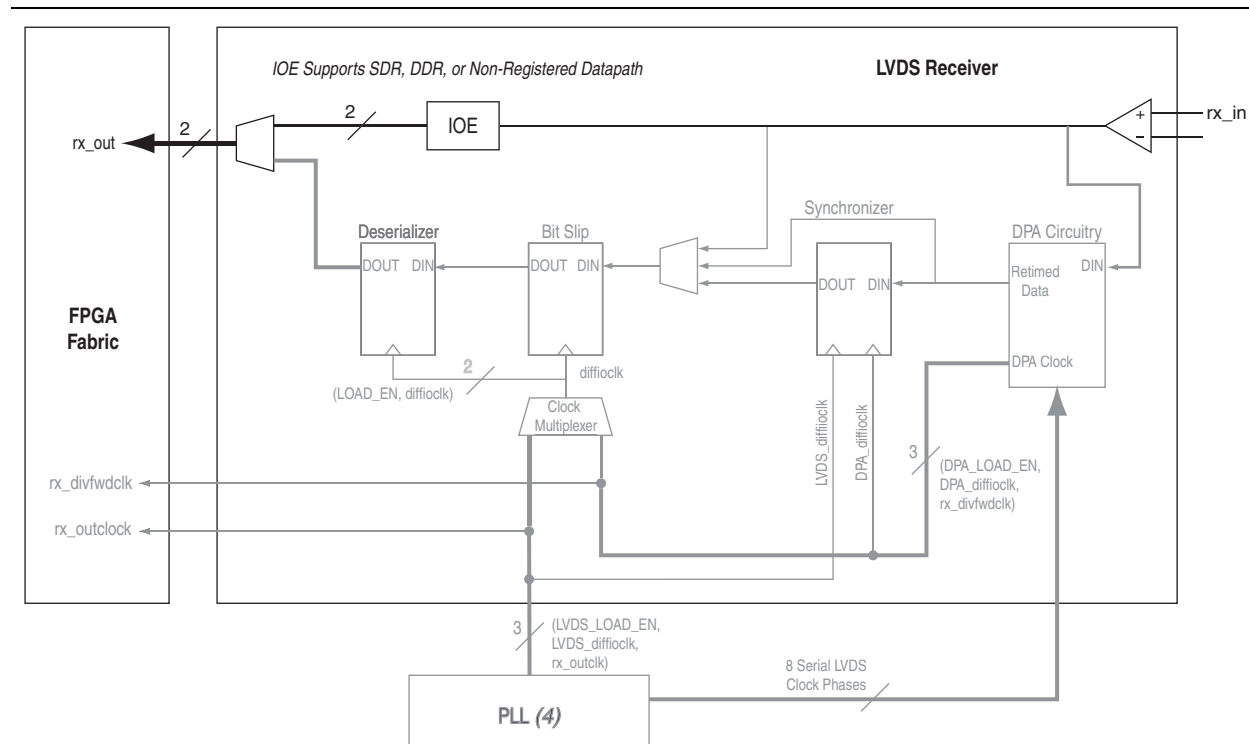 IOE Supports SDR, DDR, or Non-Registered Datapath
LVDS Receiver
2
2
IOE
+
−
rx_in
rx_out
Synchronizer
Deserializer
Bit Slip
DPA Circuitry
DOUT DIN
DOUT DIN
DOUT DIN
Retimed
Data
DIN
FPGA
Fabric
DPA Clock
2
diffioclk
(LOAD_EN, diffioclk)
Clock
Multiplexer
LVDS_diffioclk
DPA_diffioclk
3
(DPA_LOAD_EN,
DPA_diffioclk,
rx_divfwdclk)
rx_divfwdclk
rx_outclock
3
(LVDS_LOAD_EN,
LVDS_diffioclk,
rx_outclk)
8 Serial LVDS
Clock Phases
PLL (4)